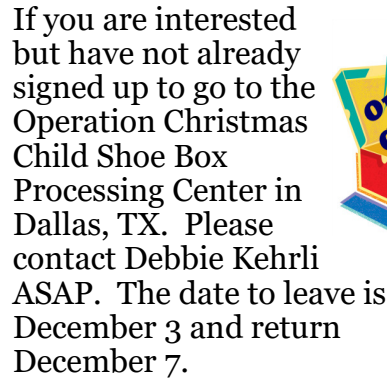 If you are interested
but have not already
signed up to go to the
Operation Christmas
Child Shoe Box
Processing Center in
Dallas, TX.  Please
contact Debbie Kehrli
ASAP.  The date to leave is
December 3 and return
December 7.